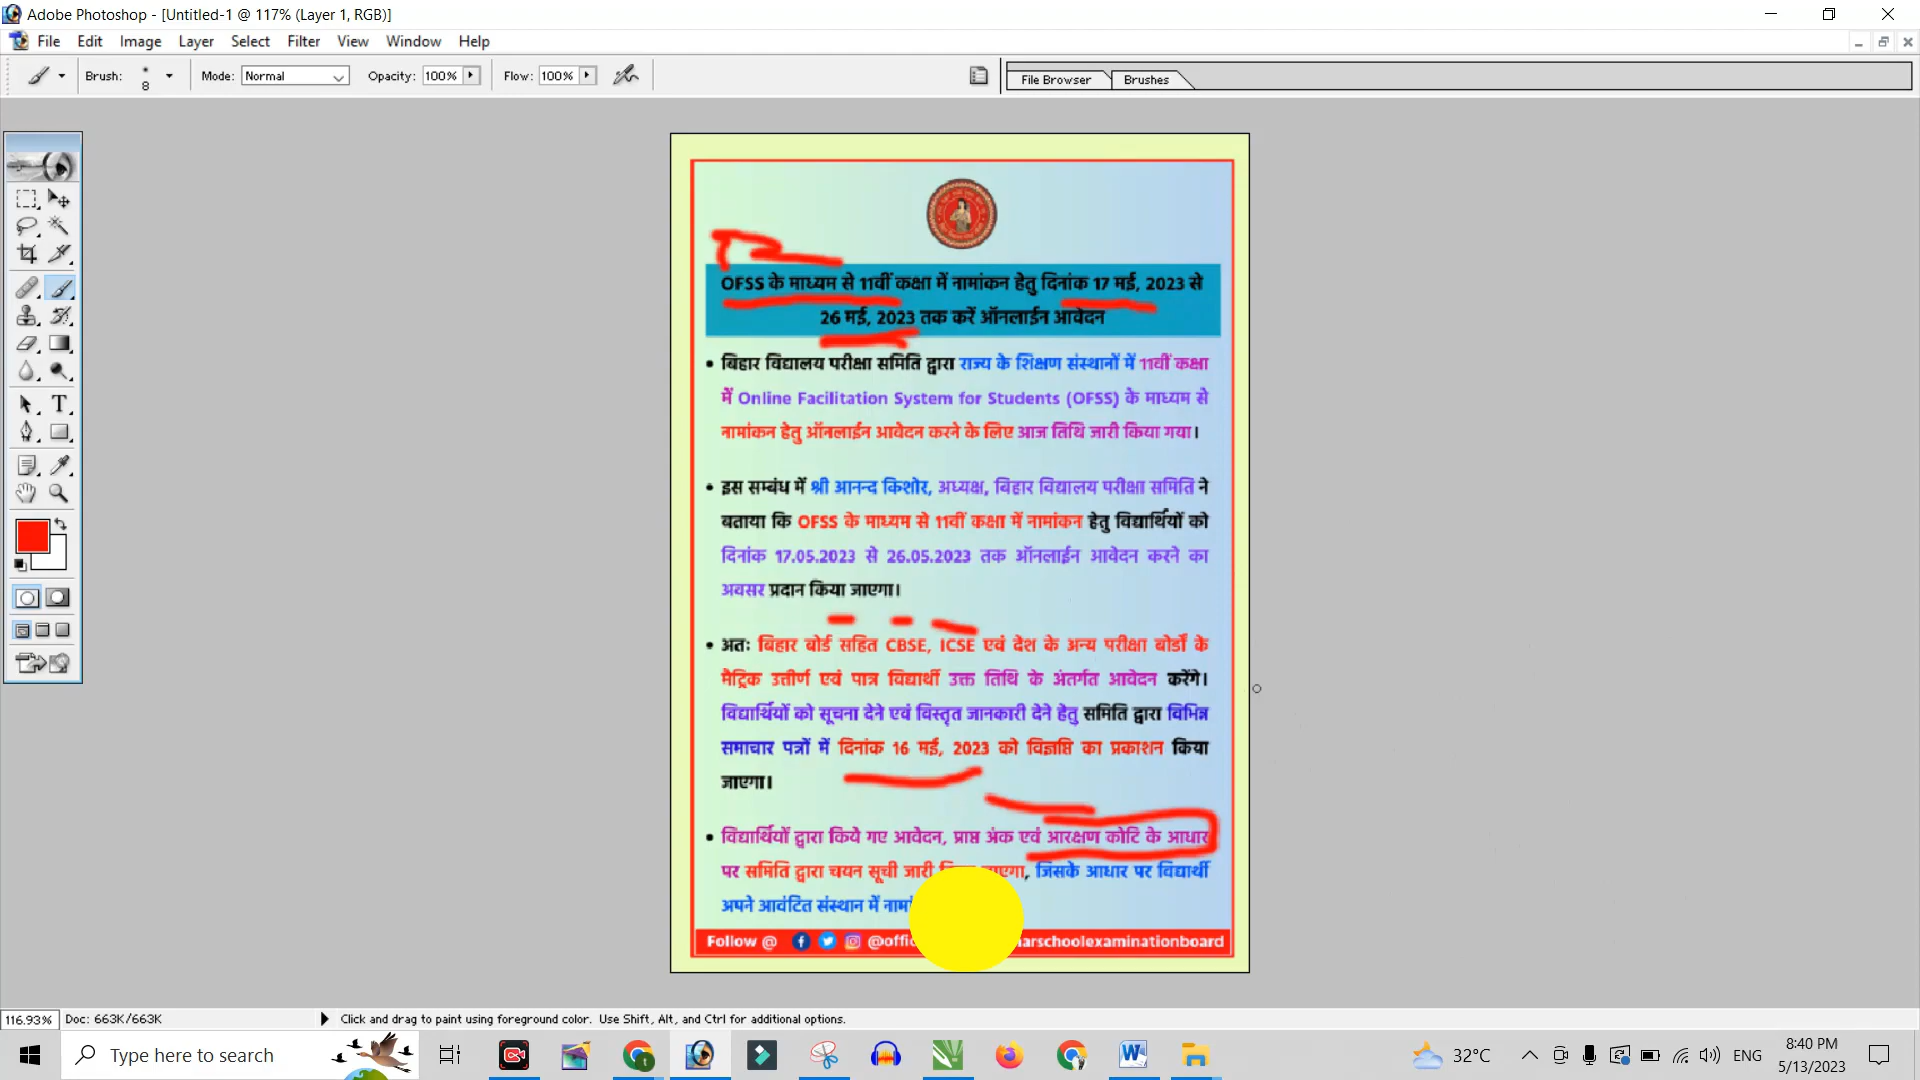 Adobe Photoshop - [Untitled-1 @ 117% (Layer 1, RGB)]
File Edit Image Layer Select Filter View Window Help
Brush: 8 Mode: Normal Opacity: 100% Flow: 100% File Browser Brushes
OFSS के माध्यम से 11वीं कक्षा में नामांकन हेतु दिनांक 17 मई, 2023 से
26 मई, 2023 तक करें ऑनलाईन आवेदन
• बिहार विद्यालय परीक्षा समिति द्वारा राज्य के शिक्षण संस्थानों में 11वीं कक्षा
में Online Facilitation System for Students (OFSS) के माध्यम से
नामांकन हेतु ऑनलाईन आवेदन करने के लिए आज तिथि जारी किया गया।
• इस सम्बंध में श्री आनन्द किशोर, अध्यक्ष, बिहार विद्यालय परीक्षा समिति ने
बताया कि OFSS के माध्यम से 11वीं कक्षा में नामांकन हेतु विद्यार्थियों को
दिनांक 17.05.2023 से 26.05.2023 तक ऑनलाईन आवेदन करने का
अवसर प्रदान किया जाएगा।
• अतः बिहार बोर्ड सहित CBSE, ICSE एवं देश के अन्य परीक्षा बोर्डों के
मैट्रिक उत्तीर्ण एवं पात्र विद्यार्थी उक्त तिथि के अंतर्गत आवेदन करेंगे।
विद्यार्थियों को सूचना देने एवं विस्तृत जानकारी देने हेतु समिति द्वारा विभिन्न
समाचार पत्रों में दिनांक 16 मई, 2023 को विज्ञप्ति का प्रकाशन किया
जाएगा।
• विद्यार्थियों द्वारा किये गए आवेदन, प्राप्त अंक एवं आरक्षण कोटि के आधार
पर समिति द्वारा चयन सूची जारी जिसके आधार पर विद्यार्थी
अपने आवंटित संस्थान में
Follow @
116.93% Doc: 663K/663K Click and drag to paint using foreground color. Use Shift, Alt, and Ctrl for additional options.
Type here to search 32°C ENG 8:40 PM
5/13/2023